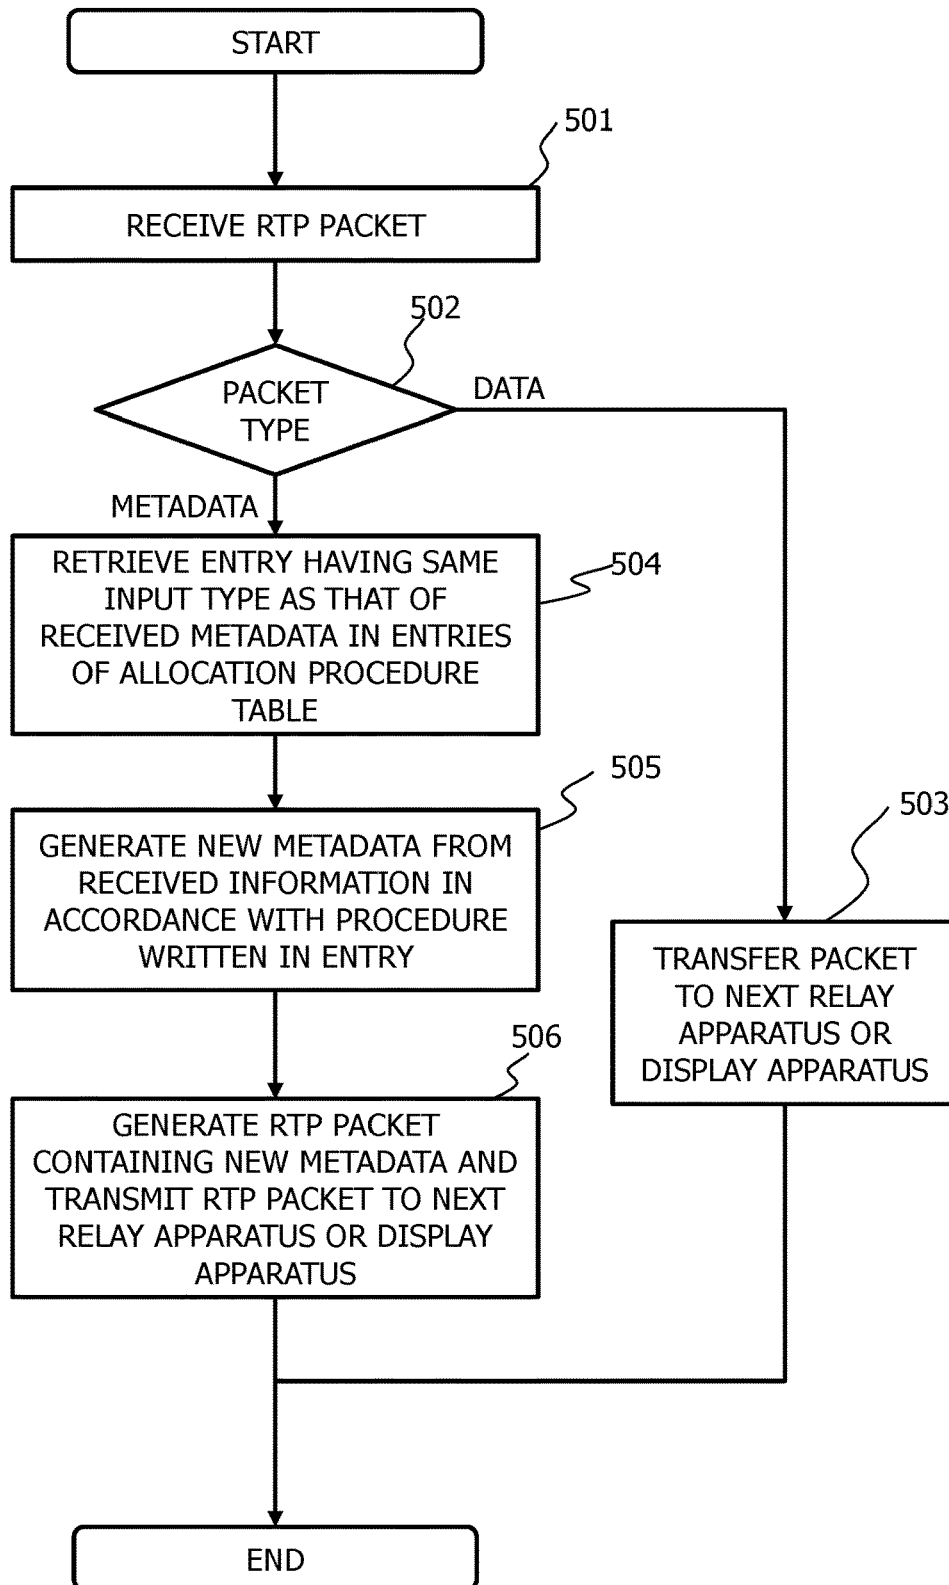 START
501
RECEIVE RTP PACKET
502
PACKET
TYPE
DATA
METADATA
RETRIEVE ENTRY HAVING SAME
INPUT TYPE AS THAT OF
RECEIVED METADATA IN ENTRIES
OF ALLOCATION PROCEDURE
TABLE
504
505
GENERATE NEW METADATA FROM
RECEIVED INFORMATION IN
ACCORDANCE WITH PROCEDURE
WRITTEN IN ENTRY
503
TRANSFER PACKET
TO NEXT RELAY
APPARATUS OR
DISPLAY APPARATUS
506
GENERATE RTP PACKET
CONTAINING NEW METADATA AND
TRANSMIT RTP PACKET TO NEXT
RELAY APPARATUS OR DISPLAY
APPARATUS
END